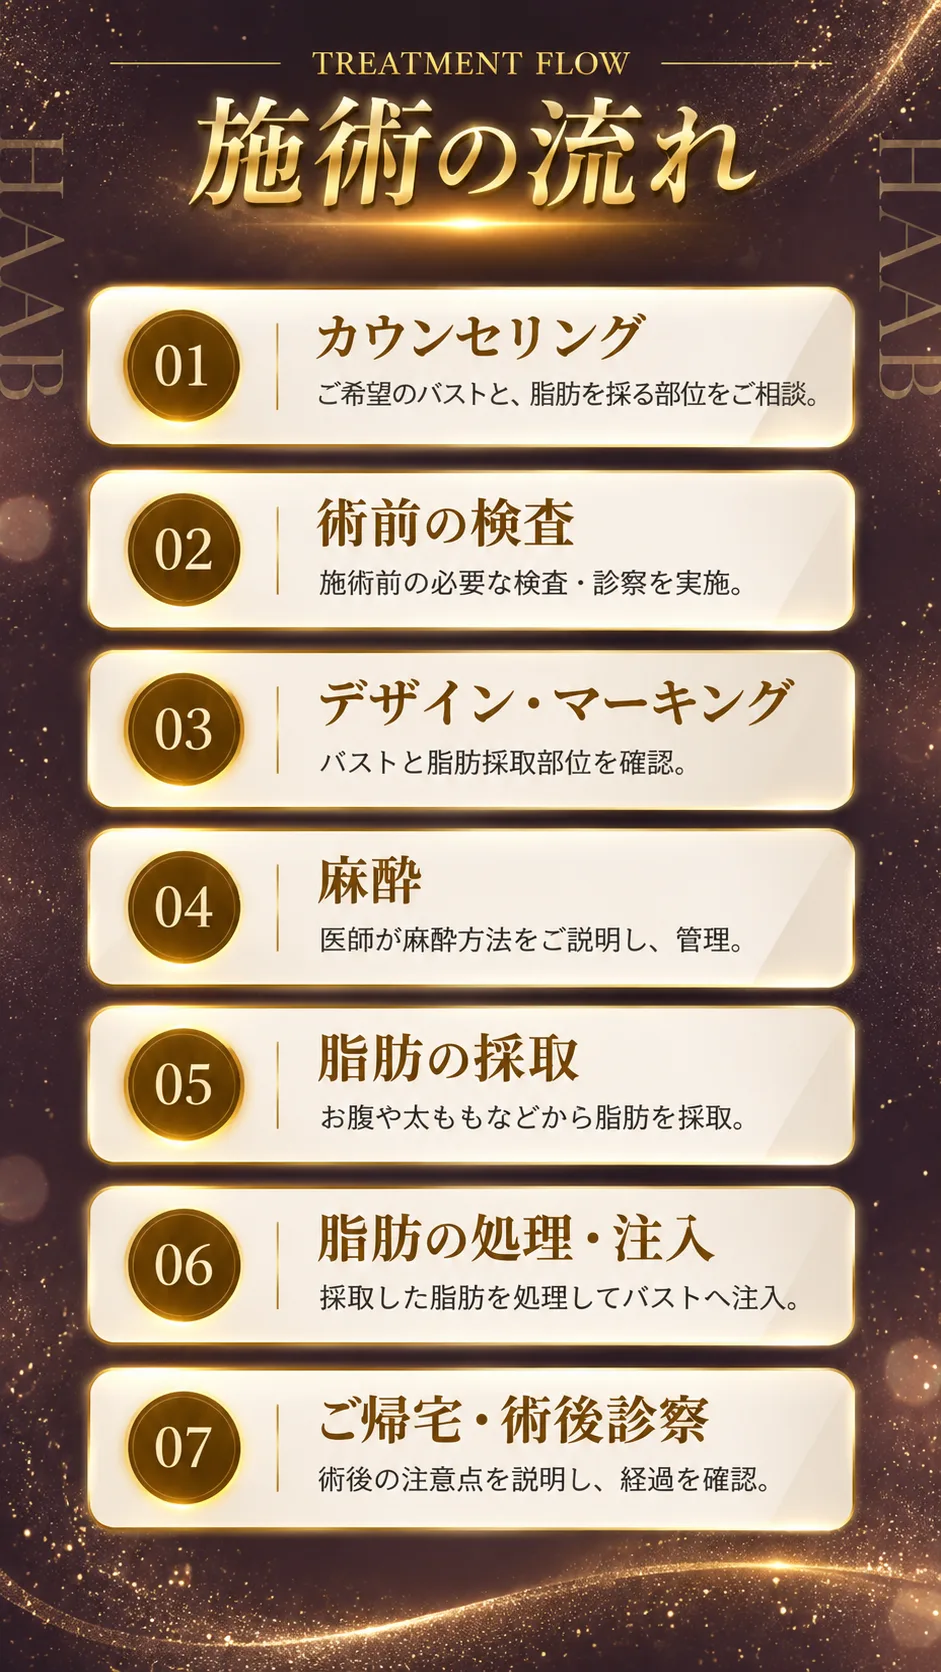 TREATMENT FLOW
施術の流れ
HAAB
HAAB
01
カウンセリング
ご希望のバストと、脂肪を採る部位をご相談。
02
術前の検査
施術前の必要な検査・診察を実施。
03
デザイン・マーキング
バストと脂肪採取部位を確認。
04
麻酔
医師が麻酔方法をご説明し、管理。
05
脂肪の採取
お腹や太ももなどから脂肪を採取。
06
脂肪の処理・注入
採取した脂肪を処理してバストへ注入。
07
ご帰宅・術後診察
術後の注意点を説明し、経過を確認。